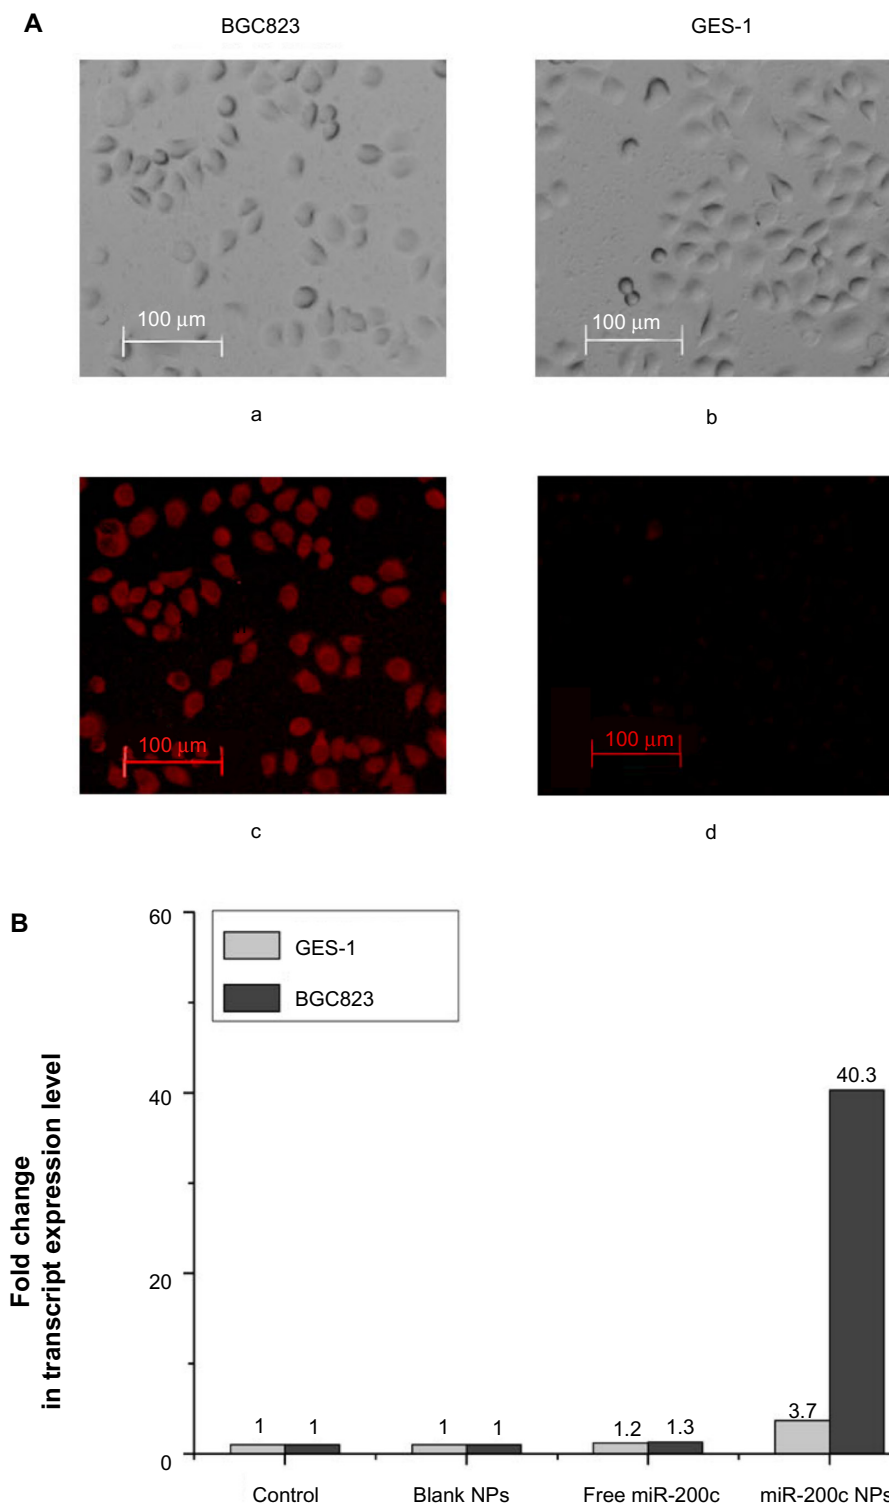 A
BGC823
GES-1
100 μm
100 μm
a
b
100 μm
100 μm
c
d
B
60
40
20
0
Fold change
in transcript expression level
GES-1
BGC823
1
1
1
1
1.2
1.3
3.7
40.3
Control
Blank NPs
Free miR-200c
miR-200c NPs